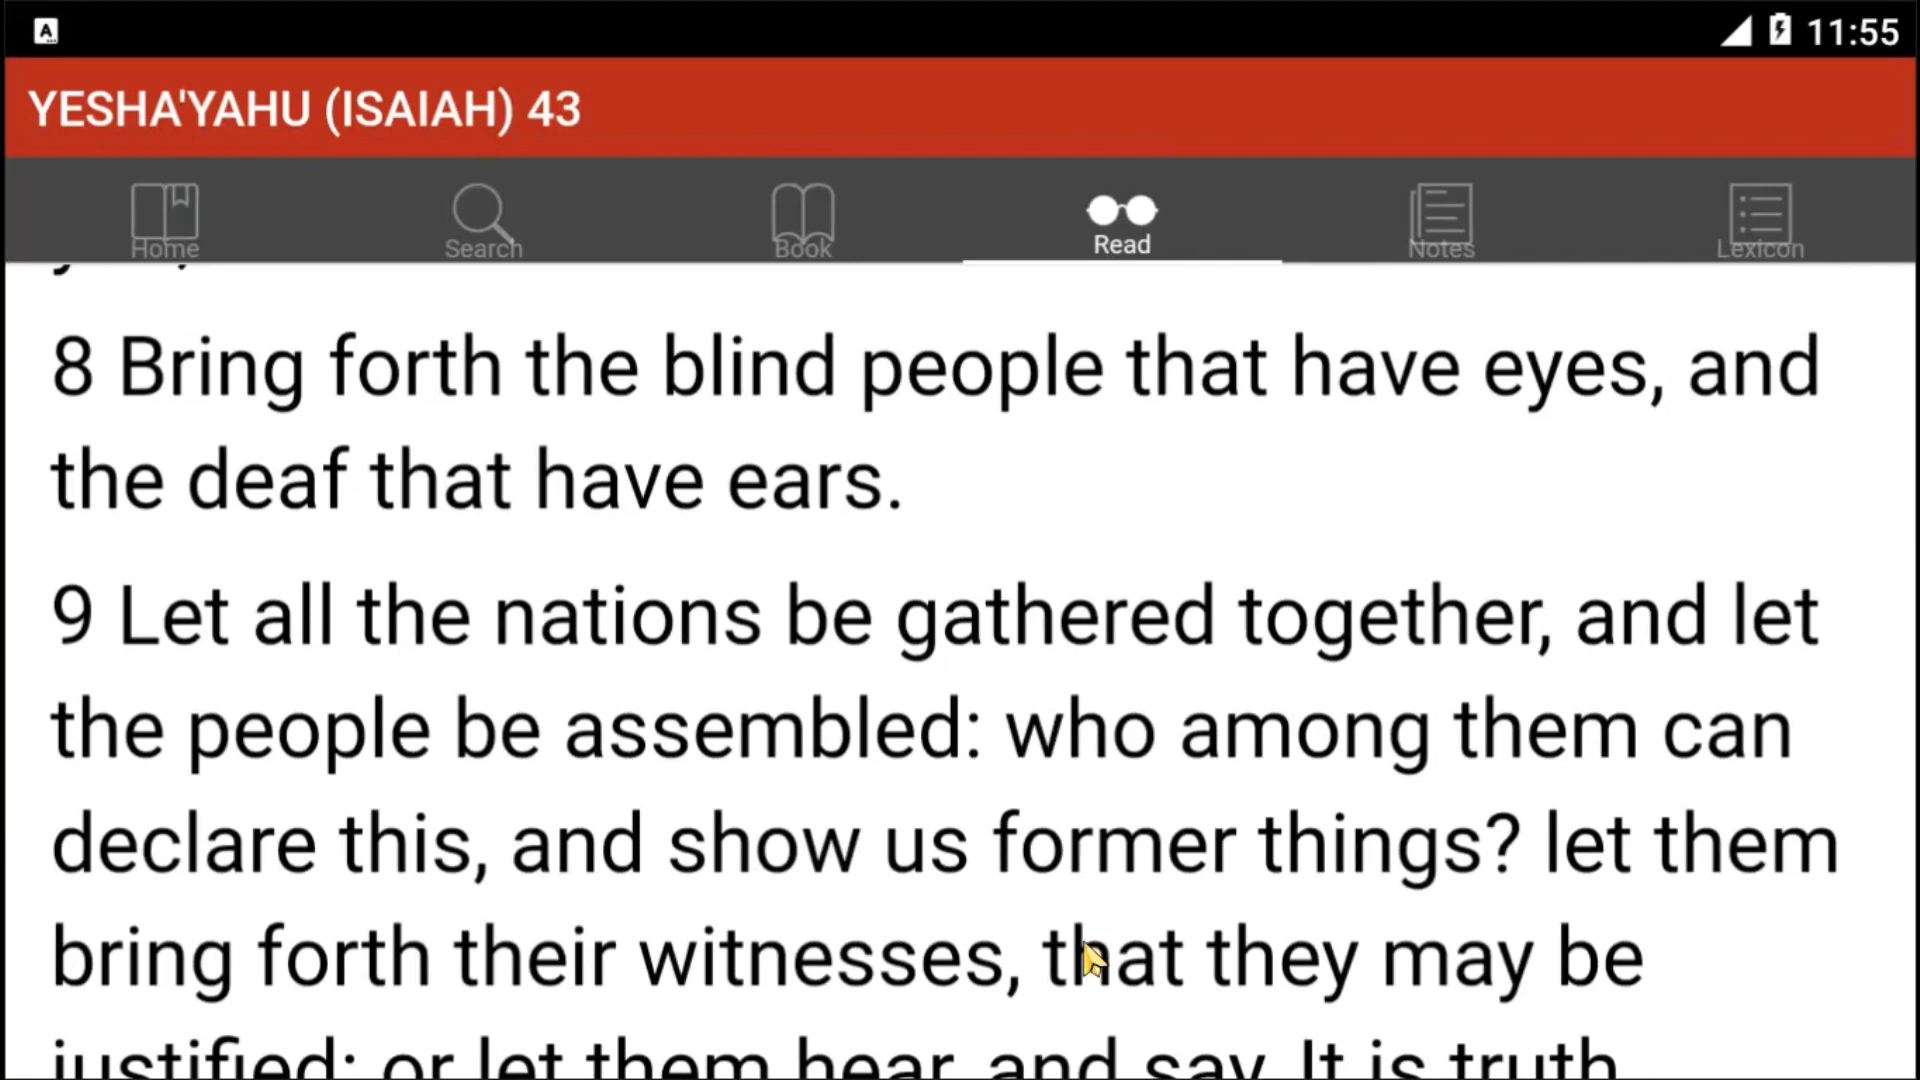 11:55
YESHA'YAHU (ISAIAH) 43
Home Search Book Read Notes Lexicon
8 Bring forth the blind people that have eyes, and
the deaf that have ears.
9 Let all the nations be gathered together, and let
the people be assembled: who among them can
declare this, and show us former things? let them
bring forth their witnesses, that they may be
justified: or let them hear, and say, It is truth.